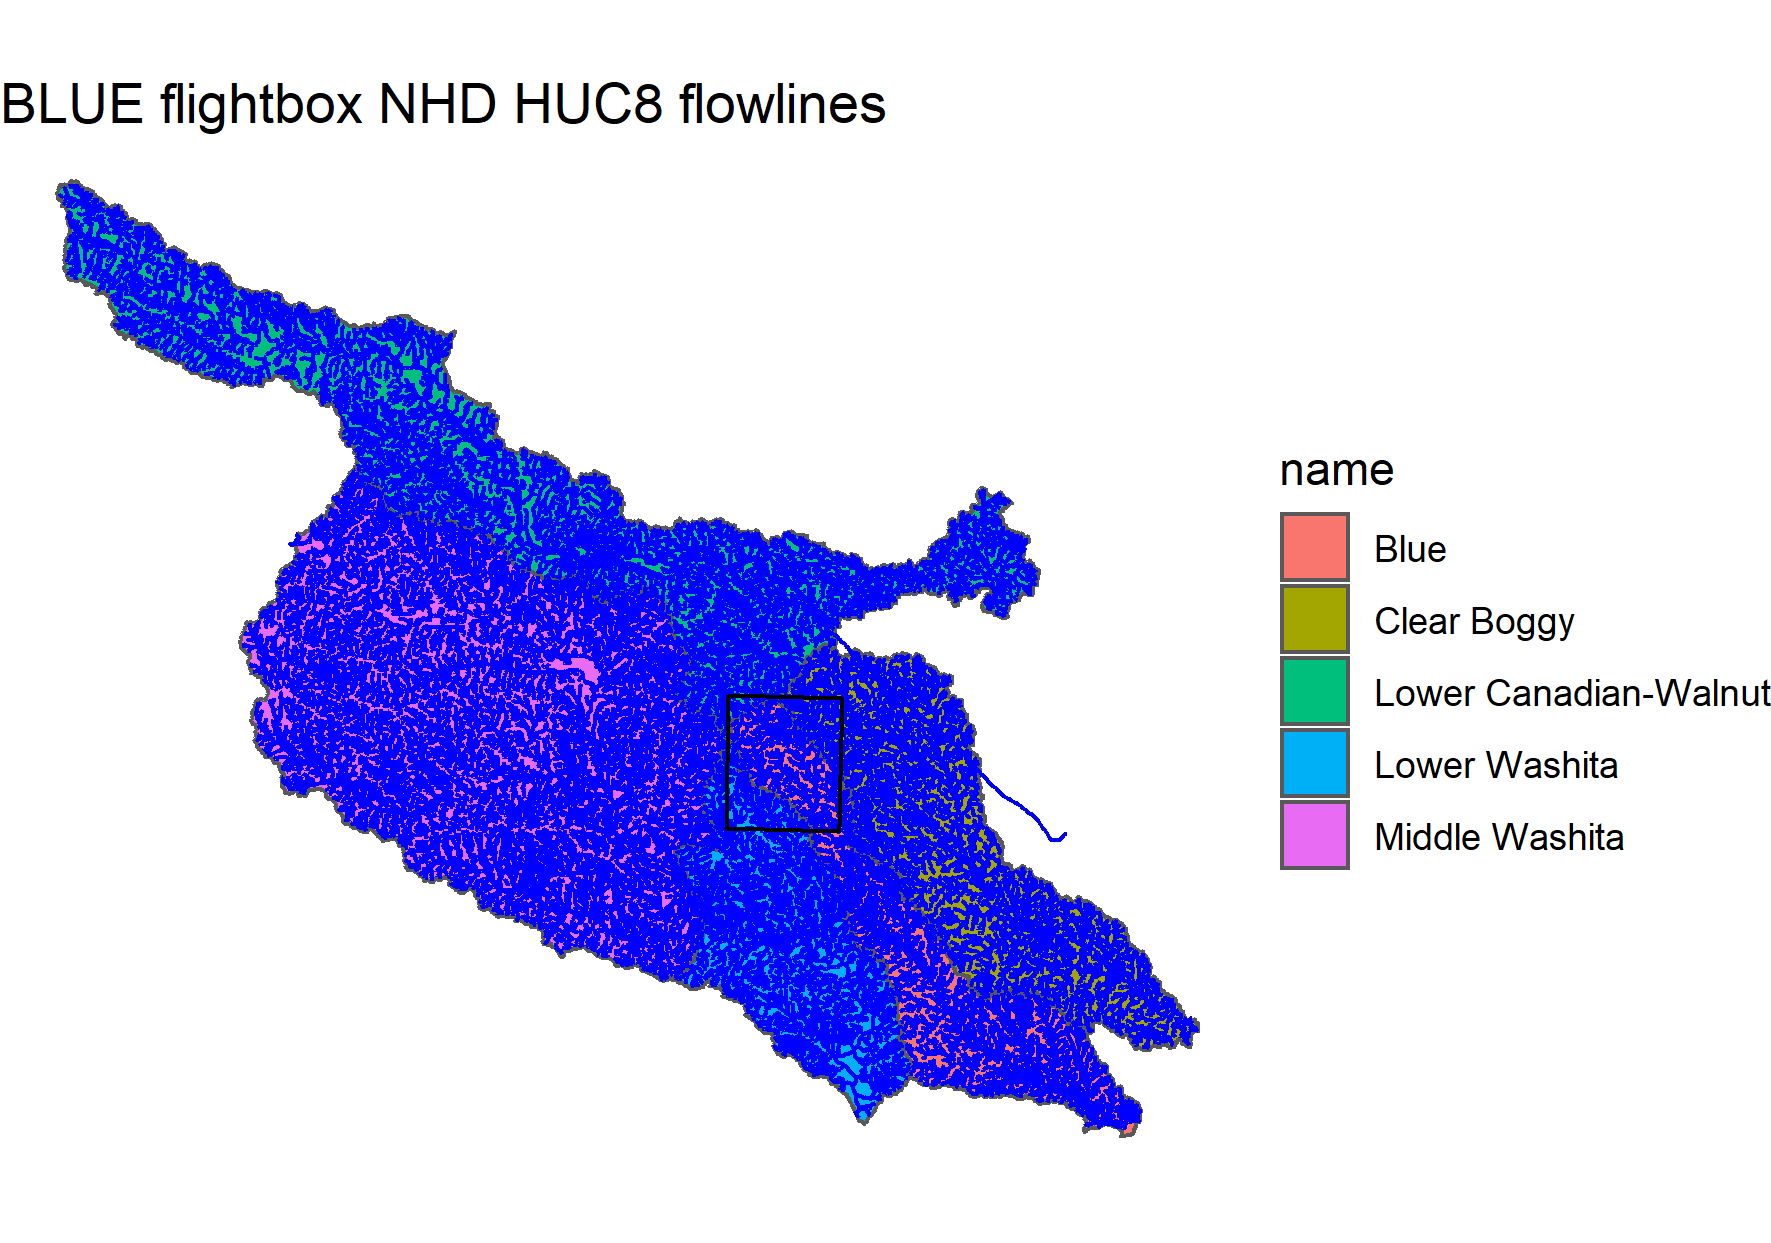 BLUE flightbox NHD HUC8 flowlines
name
Blue
Clear Boggy
Lower Canadian-Walnut
Lower Washita
Middle Washita